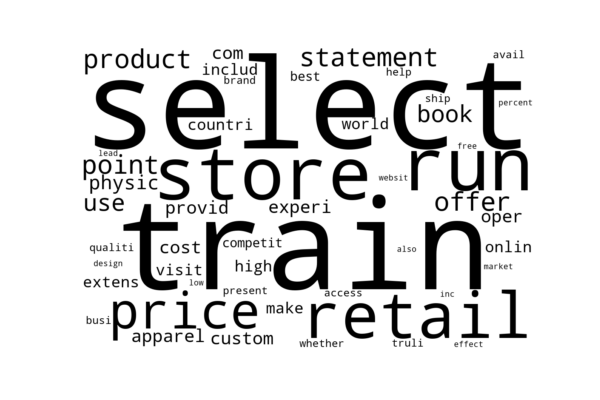 product com statement avail
includ brand best help
select
countri world ship book percent
lead point store free run
physic websit
use provid experi offer oper
train
qualiti cost competit also onlin
design visit high market
extens low present access inc
busi price make retail
apparel custom whether truli effect